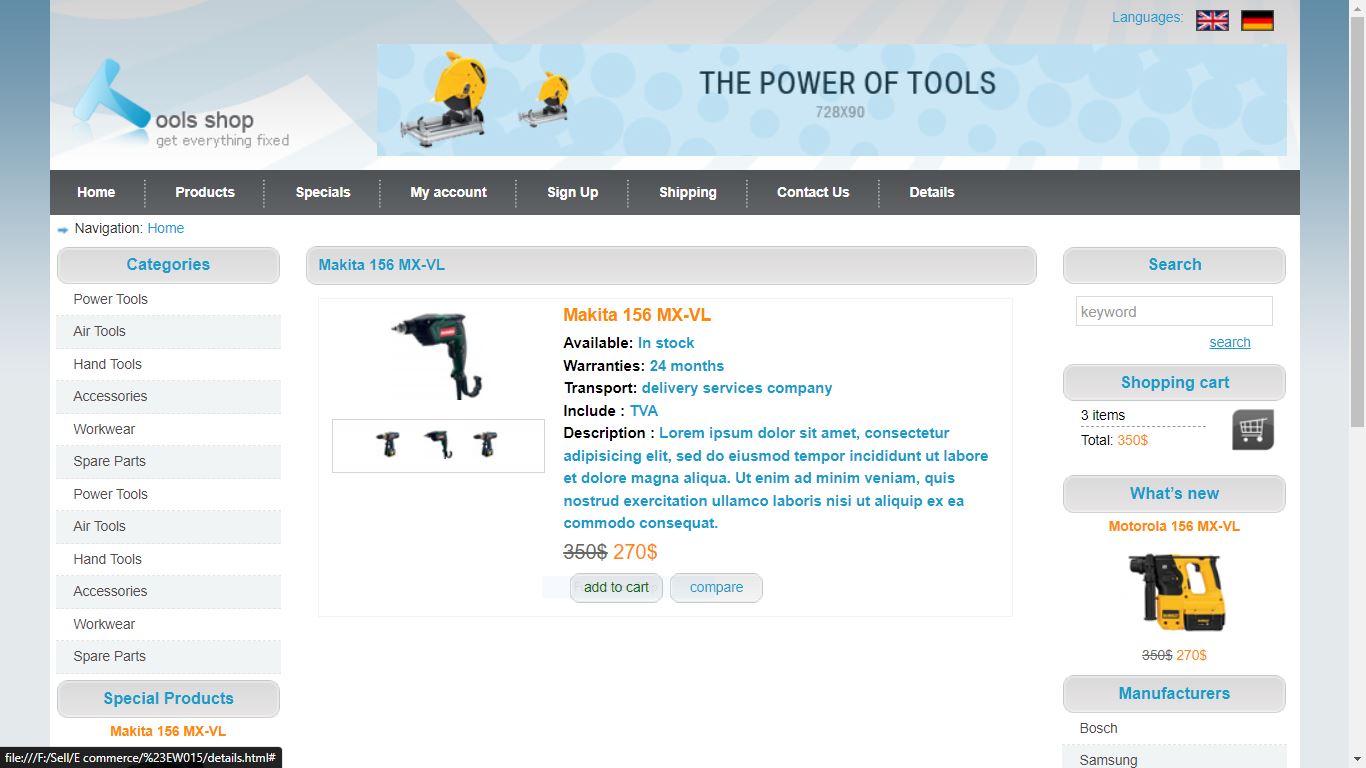 Languages:
ools shop
get everything fixed
THE POWER OF TOOLS
728X90
Home
Products
Specials
My account
Sign Up
Shipping
Contact Us
Details
Navigation: Home
Categories
Power Tools
Air Tools
Hand Tools
Accessories
Workwear
Spare Parts
Power Tools
Air Tools
Hand Tools
Accessories
Workwear
Spare Parts
Special Products
Makita 156 MX-VL
Makita 156 MX-VL
Makita 156 MX-VL
Available: In stock
Warranties: 24 months
Transport: delivery services company
Include : TVA
Description : Lorem ipsum dolor sit amet, consectetur
adipisicing elit, sed do eiusmod tempor incididunt ut labore
et dolore magna aliqua. Ut enim ad minim veniam, quis
nostrud exercitation ullamco laboris nisi ut aliquip ex ea
commodo consequat.
350$ 270$
add to cart
compare
Search
keyword
search
Shopping cart
3 items
Total: 350$
What's new
Motorola 156 MX-VL
350$ 270$
Manufacturers
Bosch
Samsung
file:///F:/Sell/E commerce/%23EW015/details.html#